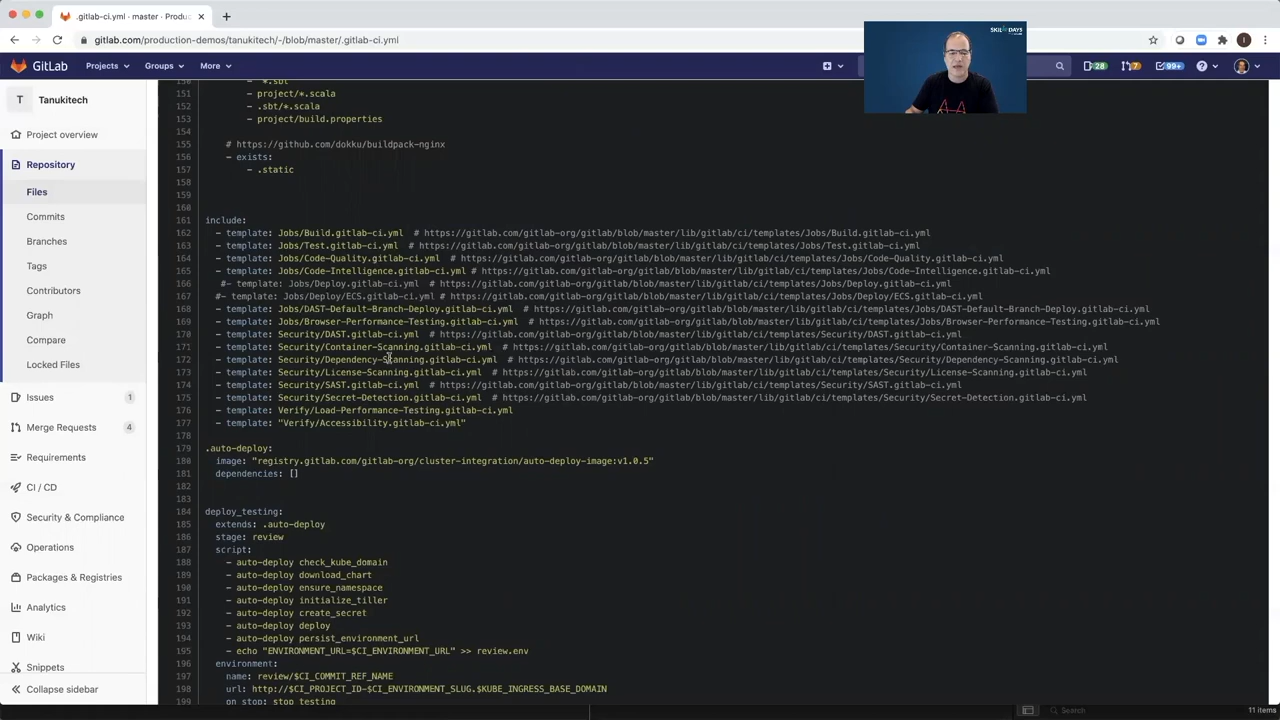 .gitlab-ci.yml · master · Produc
gitlab.com/production-demos/tanukitech/-/blob/master/.gitlab-ci.yml
GitLab Projects Groups More 28 7 99+
SKIL DAYS
T Tanukitech
Project overview
Repository
Files
Commits
Branches
Tags
Contributors
Graph
Compare
Locked Files
Issues 1
Merge Requests 4
Requirements
CI / CD
Security & Compliance
Operations
Packages & Registries
Analytics
Wiki
Snippets
Collapse sidebar
150 - *.sbt
151 - project/*.scala
152 - .sbt/*.scala
153 - project/build.properties
154
155 # https://github.com/dokku/buildpack-nginx
156 - exists:
157 - .static
158
159
160
161 include:
162 - template: Jobs/Build.gitlab-ci.yml # https://gitlab.com/gitlab-org/gitlab/blob/master/lib/gitlab/ci/templates/Jobs/Build.gitlab-ci.yml
163 - template: Jobs/Test.gitlab-ci.yml # https://gitlab.com/gitlab-org/gitlab/blob/master/lib/gitlab/ci/templates/Jobs/Test.gitlab-ci.yml
164 - template: Jobs/Code-Quality.gitlab-ci.yml # https://gitlab.com/gitlab-org/gitlab/blob/master/lib/gitlab/ci/templates/Jobs/Code-Quality.gitlab-ci.yml
165 - template: Jobs/Code-Intelligence.gitlab-ci.yml # https://gitlab.com/gitlab-org/gitlab/blob/master/lib/gitlab/ci/templates/Jobs/Code-Intelligence.gitlab-ci.yml
166 #- template: Jobs/Deploy.gitlab-ci.yml # https://gitlab.com/gitlab-org/gitlab/blob/master/lib/gitlab/ci/templates/Jobs/Deploy.gitlab-ci.yml
167 #- template: Jobs/Deploy/ECS.gitlab-ci.yml # https://gitlab.com/gitlab-org/gitlab/blob/master/lib/gitlab/ci/templates/Jobs/Deploy/ECS.gitlab-ci.yml
168 - template: Jobs/DAST-Default-Branch-Deploy.gitlab-ci.yml # https://gitlab.com/gitlab-org/gitlab/blob/master/lib/gitlab/ci/templates/Jobs/DAST-Default-Branch-Deploy.gitlab-ci.yml
169 - template: Jobs/Browser-Performance-Testing.gitlab-ci.yml # https://gitlab.com/gitlab-org/gitlab/blob/master/lib/gitlab/ci/templates/Jobs/Browser-Performance-Testing.gitlab-ci.yml
170 - template: Security/DAST.gitlab-ci.yml # https://gitlab.com/gitlab-org/gitlab/blob/master/lib/gitlab/ci/templates/Security/DAST.gitlab-ci.yml
171 - template: Security/Container-Scanning.gitlab-ci.yml # https://gitlab.com/gitlab-org/gitlab/blob/master/lib/gitlab/ci/templates/Security/Container-Scanning.gitlab-ci.yml
172 - template: Security/Dependency-Scanning.gitlab-ci.yml # https://gitlab.com/gitlab-org/gitlab/blob/master/lib/gitlab/ci/templates/Security/Dependency-Scanning.gitlab-ci.yml
173 - template: Security/License-Scanning.gitlab-ci.yml # https://gitlab.com/gitlab-org/gitlab/blob/master/lib/gitlab/ci/templates/Security/License-Scanning.gitlab-ci.yml
174 - template: Security/SAST.gitlab-ci.yml # https://gitlab.com/gitlab-org/gitlab/blob/master/lib/gitlab/ci/templates/Security/SAST.gitlab-ci.yml
175 - template: Security/Secret-Detection.gitlab-ci.yml # https://gitlab.com/gitlab-org/gitlab/blob/master/lib/gitlab/ci/templates/Security/Secret-Detection.gitlab-ci.yml
176 - template: Verify/Load-Performance-Testing.gitlab-ci.yml
177 - template: "Verify/Accessibility.gitlab-ci.yml"
178
179 .auto-deploy:
180 image: "registry.gitlab.com/gitlab-org/cluster-integration/auto-deploy-image:v1.0.5"
181 dependencies: []
182
183
184 deploy_testing:
185 extends: .auto-deploy
186 stage: review
187 script:
188 - auto-deploy check_kube_domain
189 - auto-deploy download_chart
190 - auto-deploy ensure_namespace
191 - auto-deploy initialize_tiller
192 - auto-deploy create_secret
193 - auto-deploy deploy
194 - auto-deploy persist_environment_url
195 - echo "ENVIRONMENT_URL=$CI_ENVIRONMENT_URL" >> review.env
196 environment:
197 name: review/$CI_COMMIT_REF_NAME
198 url: http://$CI_PROJECT_ID-$CI_ENVIRONMENT_SLUG.$KUBE_INGRESS_BASE_DOMAIN
199 on_stop: stop_testing
Search
11 items